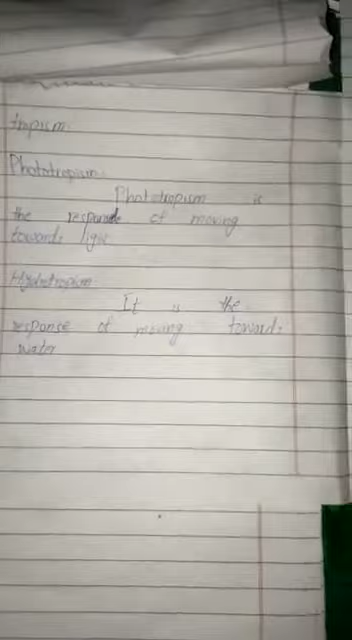 tropism.
Phototropism:
Phototropism is
the response of moving
towards light
Hydrotropism
It is the
response of moving towards
water